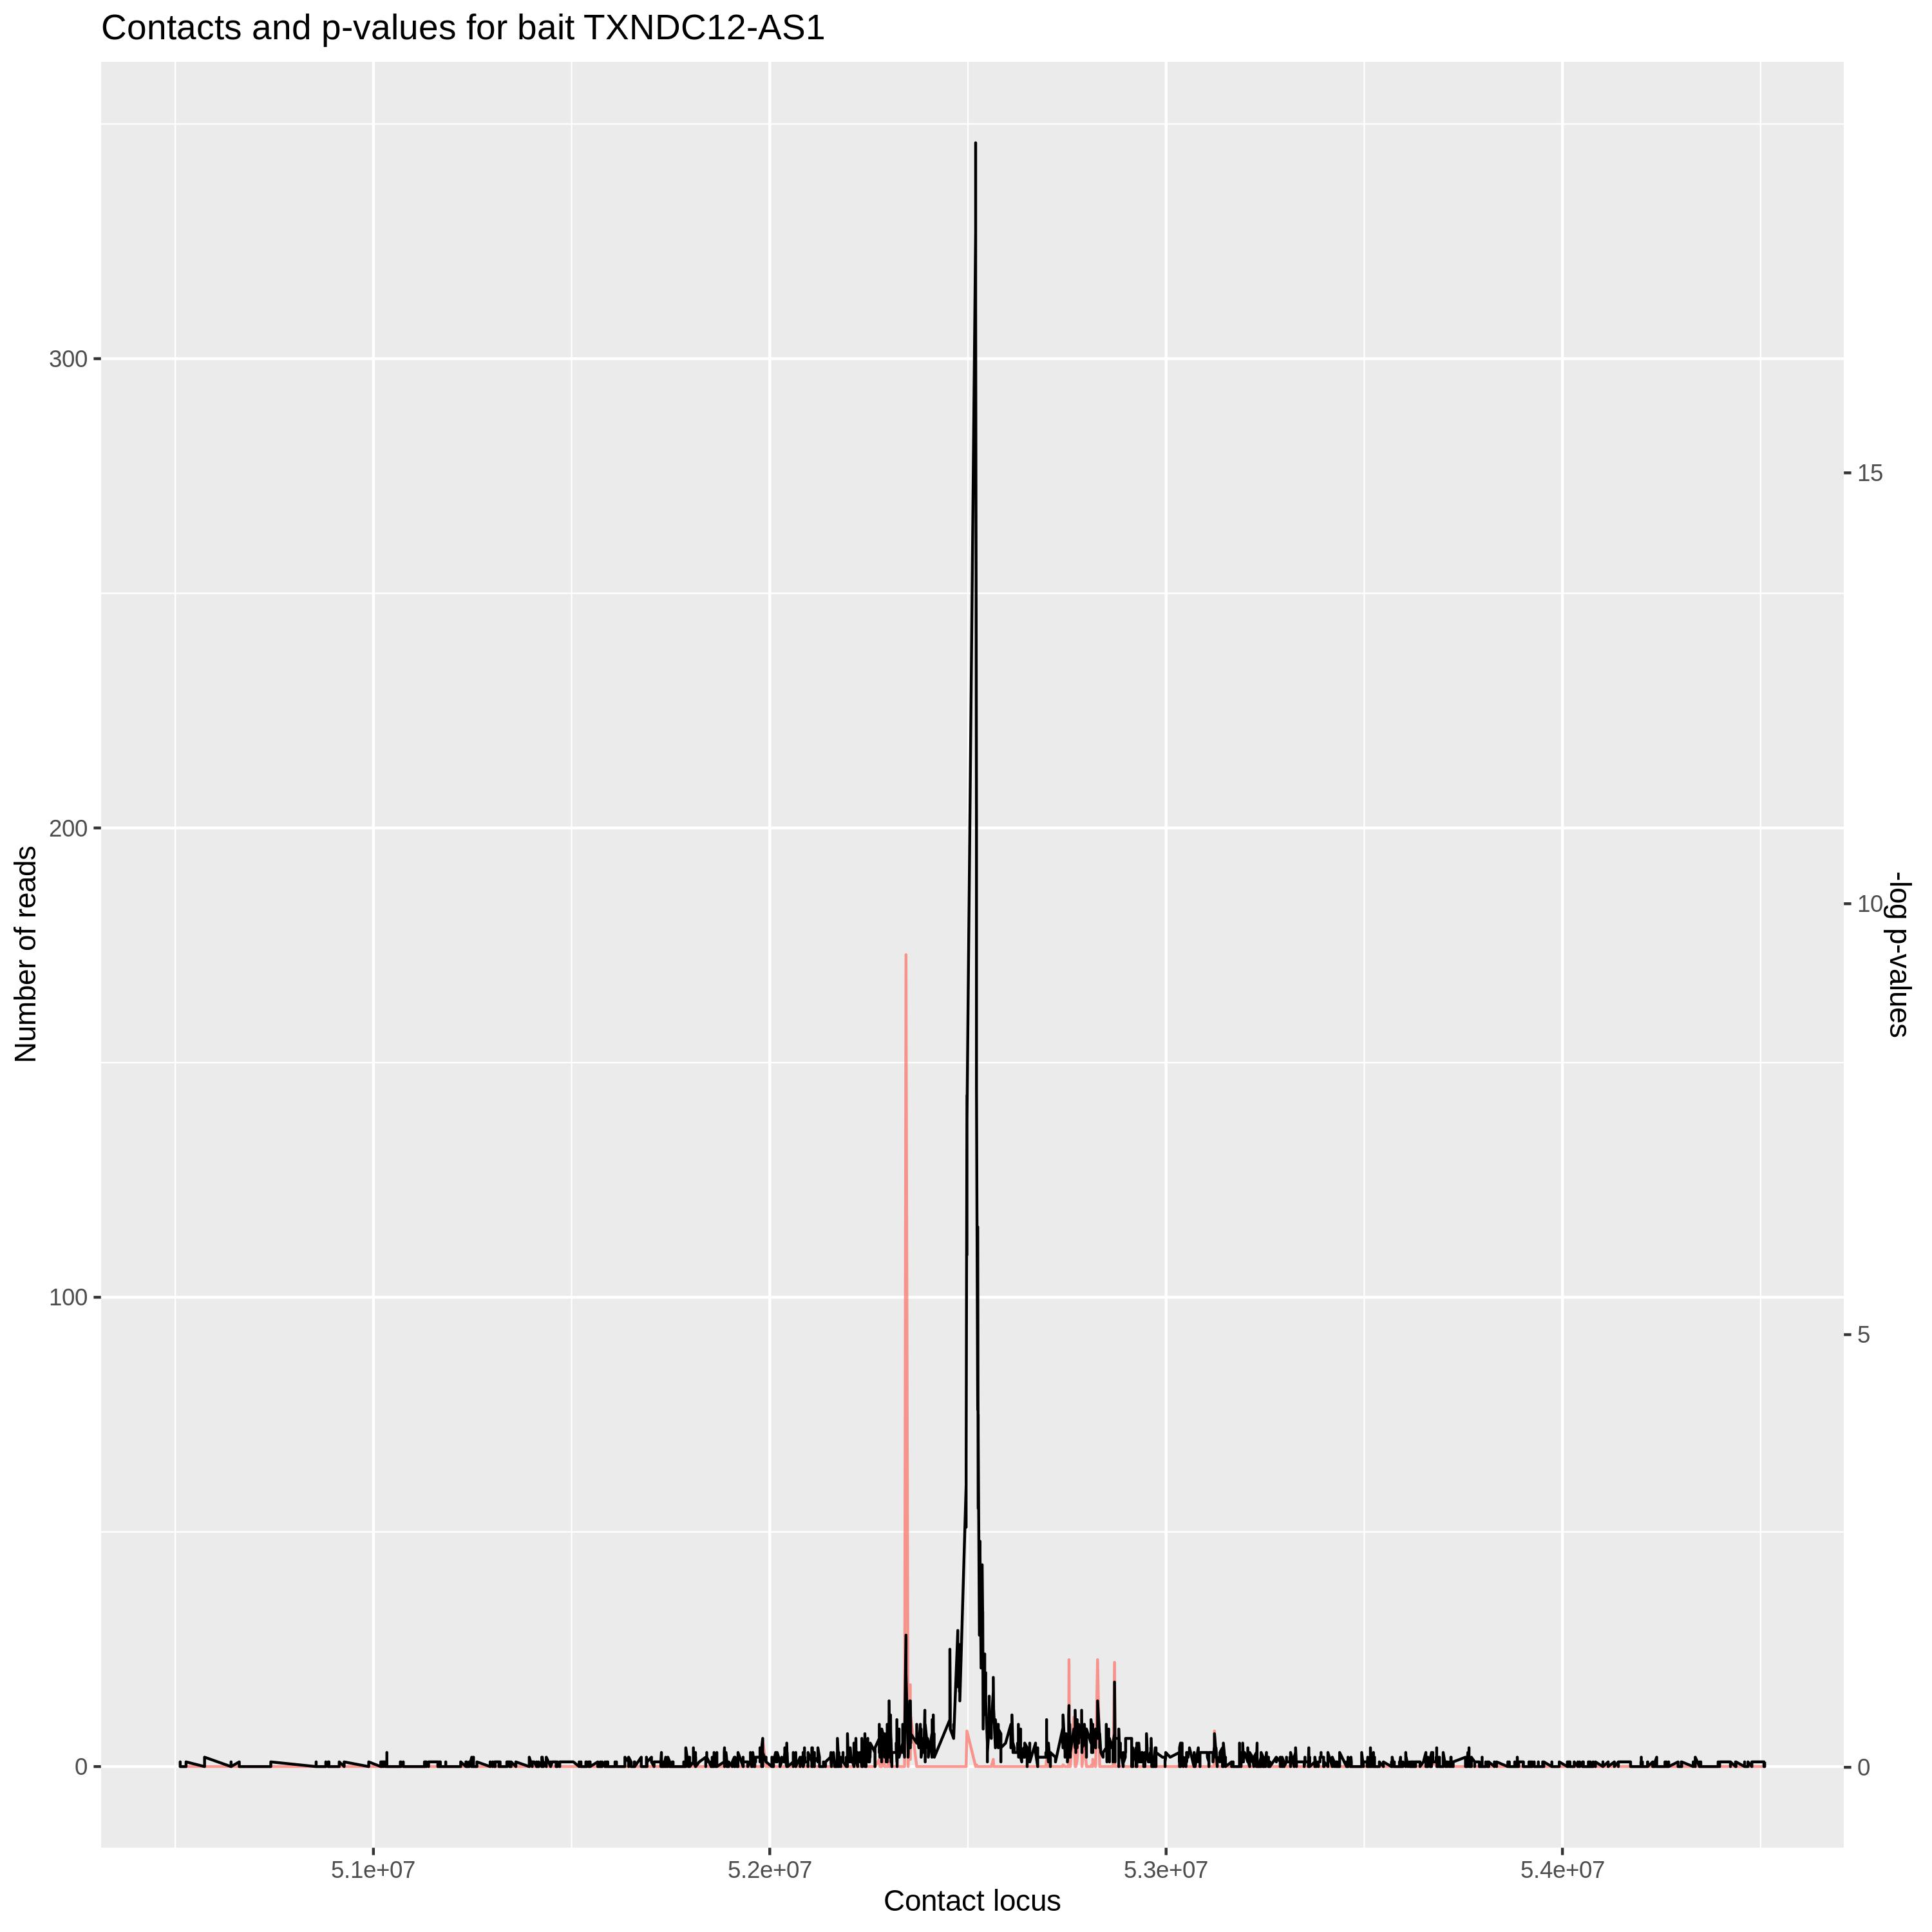 Contacts and p-values for bait TXNDC12-AS1
Number of reads
300
200
100
0
15
10
5
0
-log p-values
5.1e+07
5.2e+07
5.3e+07
5.4e+07
Contact locus